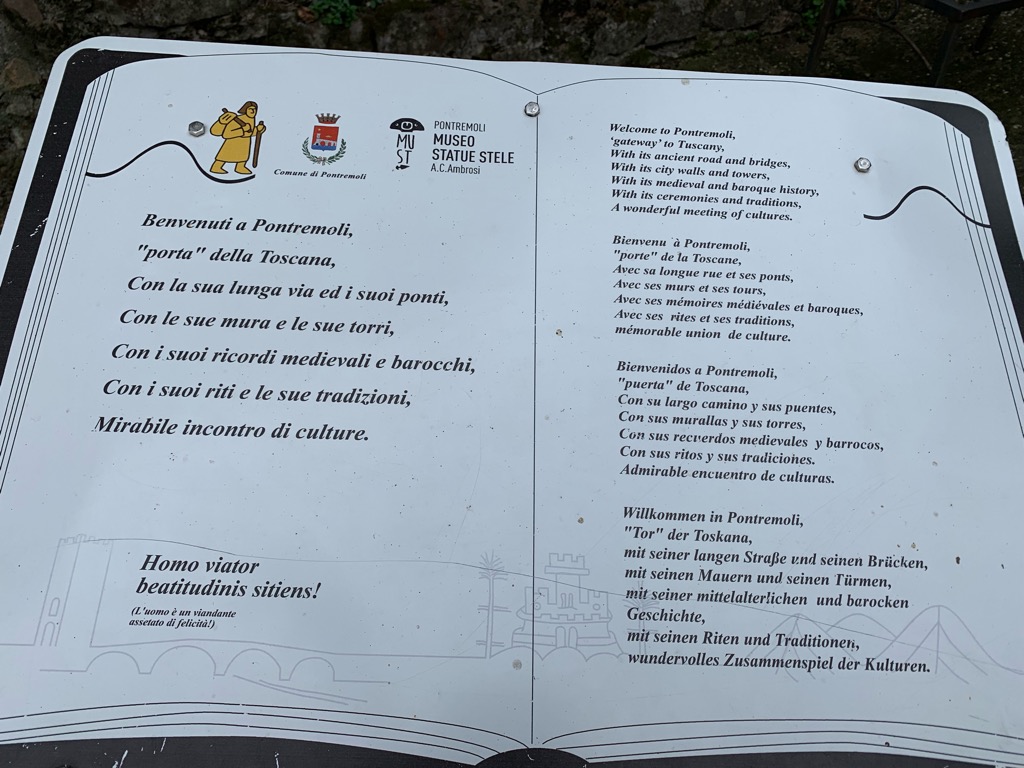 Comune di Pontremoli
MU
ST
PONTREMOLI
MUSEO
STATUE STELE
A.C.Ambrosi
Benvenuti a Pontremoli,
"porta" della Toscana,
Con la sua lunga via ed i suoi ponti,
Con le sue mura e le sue torri,
Con i suoi ricordi medievali e barocchi,
Con i suoi riti e le sue tradizioni,
Mirabile incontro di culture.
Homo viator
beatitudinis sitiens!
(L'uomo è un viandante
assetato di felicità!)
Welcome to Pontremoli,
'gateway' to Tuscany,
With its ancient road and bridges,
With its city walls and towers,
With its medieval and baroque history,
With its ceremonies and traditions,
A wonderful meeting of cultures.
Bienvenu à Pontremoli,
"porte" de la Toscane,
Avec sa longue rue et ses ponts,
Avec ses murs et ses tours,
Avec ses mémoires médiévales et baroques,
Avec ses rites et ses traditions,
mémorable union de culture.
Bienvenidos a Pontremoli,
"puerta" de Toscana,
Con su largo camino y sus puentes,
Con sus murallas y sus torres,
Con sus recuerdos medievales y barrocos,
Con sus ritos y sus tradiciones.
Admirable encuentro de culturas.
Willkommen in Pontremoli,
"Tor" der Toskana,
mit seiner langen Straße und seinen Brücken,
mit seinen Mauern und seinen Türmen,
mit seiner mittelalterlichen und barocken
Geschichte,
mit seinen Riten und Traditionen,
wundervolles Zusammenspiel der Kulturen.